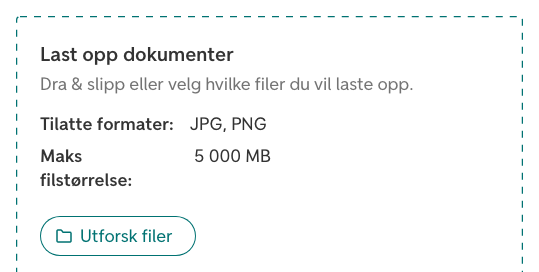 Last opp dokumenter
Dra & slipp eller velg hvilke filer du vil laste opp.
Tilatte formater: JPG, PNG
Maks 5 000 MB
filstørrelse:
Utforsk filer